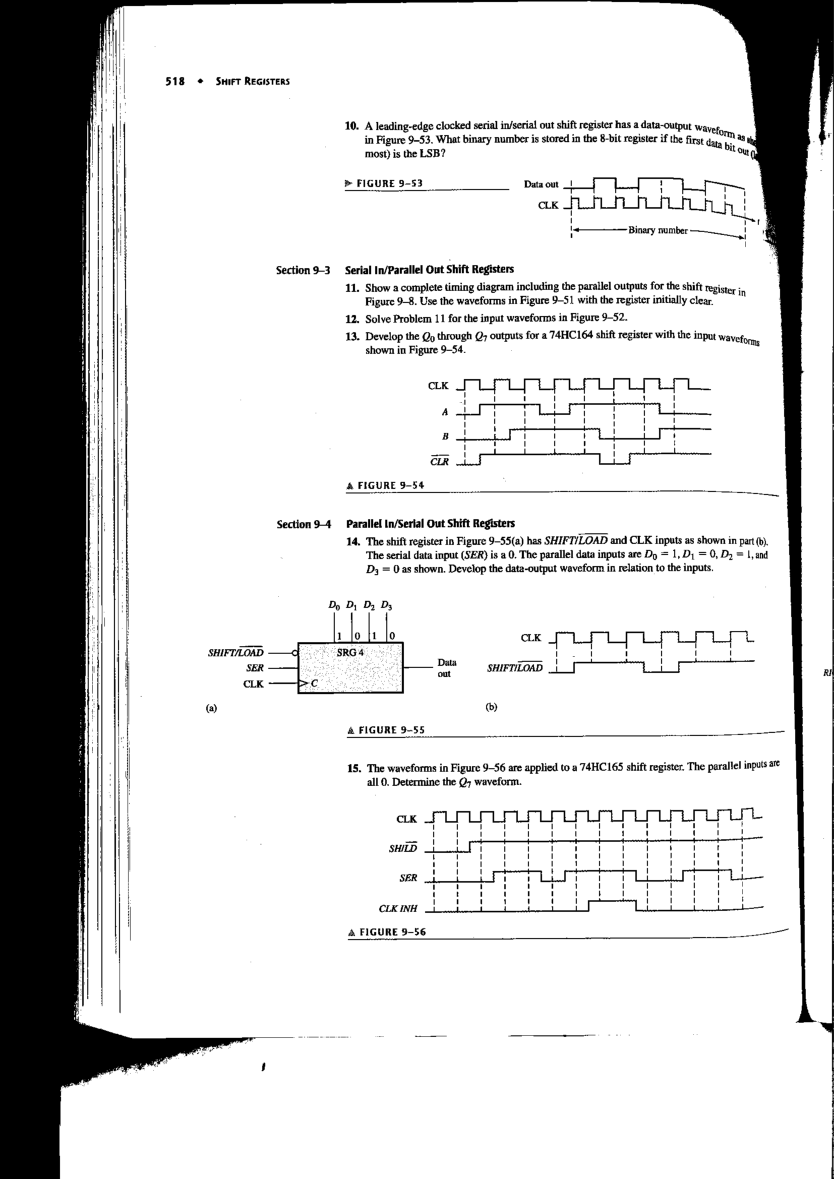 518 • SHIFT REGISTERS
10. A leading-edge clocked serial in/serial out shift register has a data-output waveform as
in Figure 9–53. What binary number is stored in the 8-bit register if the first data bit out
most) is the LSB?
▶ FIGURE 9–53
Data out
CLK
t
Binary number
Section 9–3 Serial In/Parallel Out Shift Registers
11. Show a complete timing diagram including the parallel outputs for the shift register in
Figure 9–8. Use the waveforms in Figure 9–51 with the register initially clear.
12. Solve Problem 11 for the input waveforms in Figure 9–52.
13. Develop the Q0 through Q7 outputs for a 74HC164 shift register with the input waveforms
shown in Figure 9–54.
CLK
A
B
C̅L̅R̅
▲ FIGURE 9–54
Section 9–4 Parallel In/Serial Out Shift Registers
14. The shift register in Figure 9–55(a) has SHIFT/L̅O̅A̅D̅ and CLK inputs as shown in part (b).
The serial data input (SER) is a 0. The parallel data inputs are D0 = 1, D1 = 0, D2 = 1, and
D3 = 0 as shown. Develop the data-output waveform in relation to the inputs.
D0 D1 D2 D3
1 0 1 0
SHIFT/L̅O̅A̅D̅
SRG 4
SER
Data
out
CLK
C
CLK
SHIFT/L̅O̅A̅D̅
(a)
(b)
▲ FIGURE 9–55
15. The waveforms in Figure 9–56 are applied to a 74HC165 shift register. The parallel inputs are
all 0. Determine the Q7 waveform.
CLK
SH/L̅D̅
SER
CLK INH
▲ FIGURE 9–56